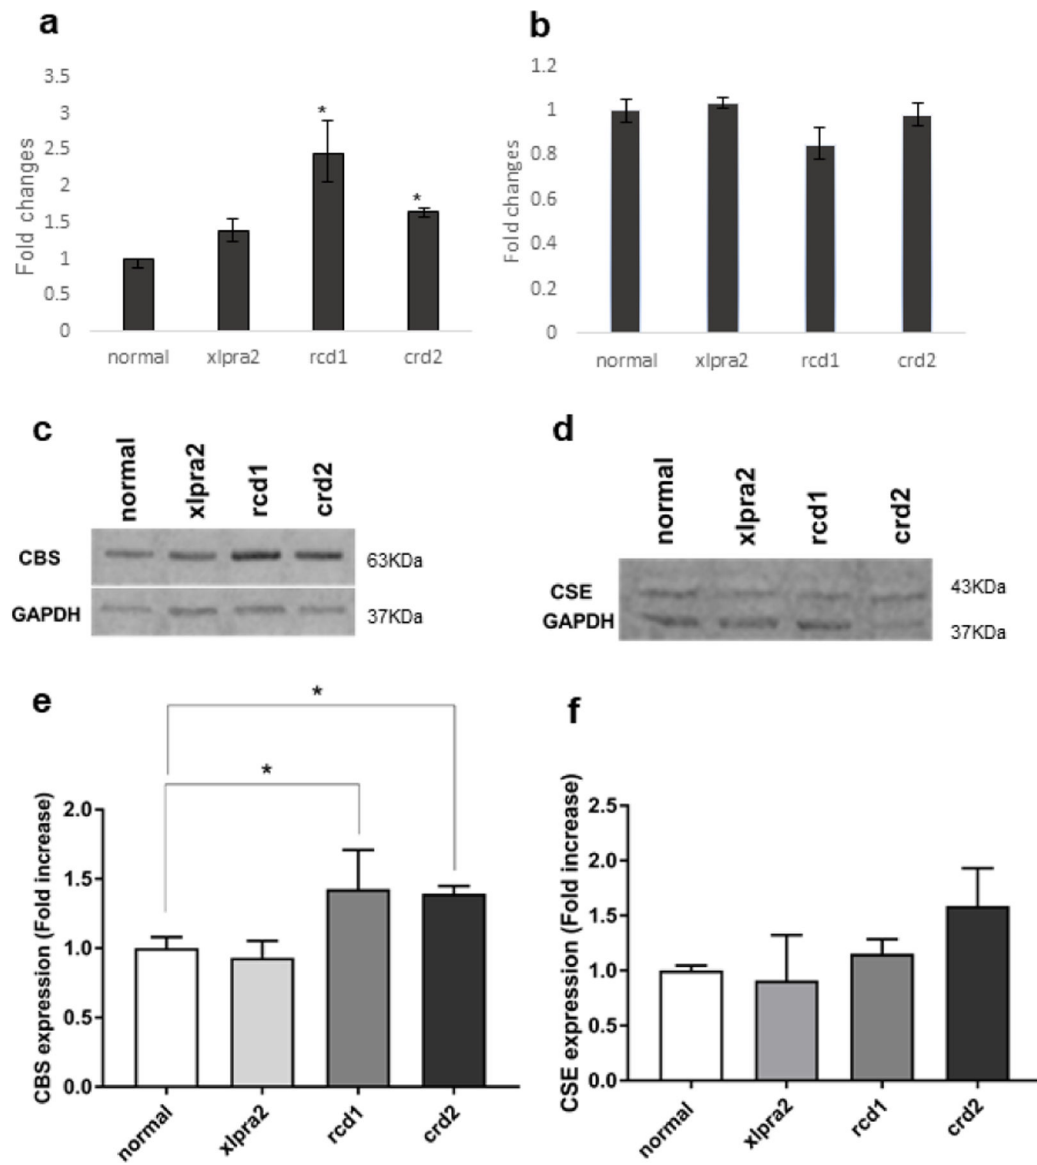 a
3.5
3
2.5
2
1.5
1
0.5
0
Fold changes
*
*
normal xlpra2 rcd1 crd2
b
1.2
1
0.8
0.6
0.4
0.2
0
Fold changes
normal xlpra2 rcd1 crd2
c
normal xlpra2 rcd1 crd2
CBS 63KDa
GAPDH 37KDa
d
normal xlpra2 rcd1 crd2
CSE 43KDa
GAPDH 37KDa
e
*
*
2.0
1.5
1.0
0.5
0.0
CBS expression (Fold increase)
normal xlpra2 rcd1 crd2
f
2.5
2.0
1.5
1.0
0.5
0.0
CSE expression (Fold increase)
normal xlpra2 rcd1 crd2